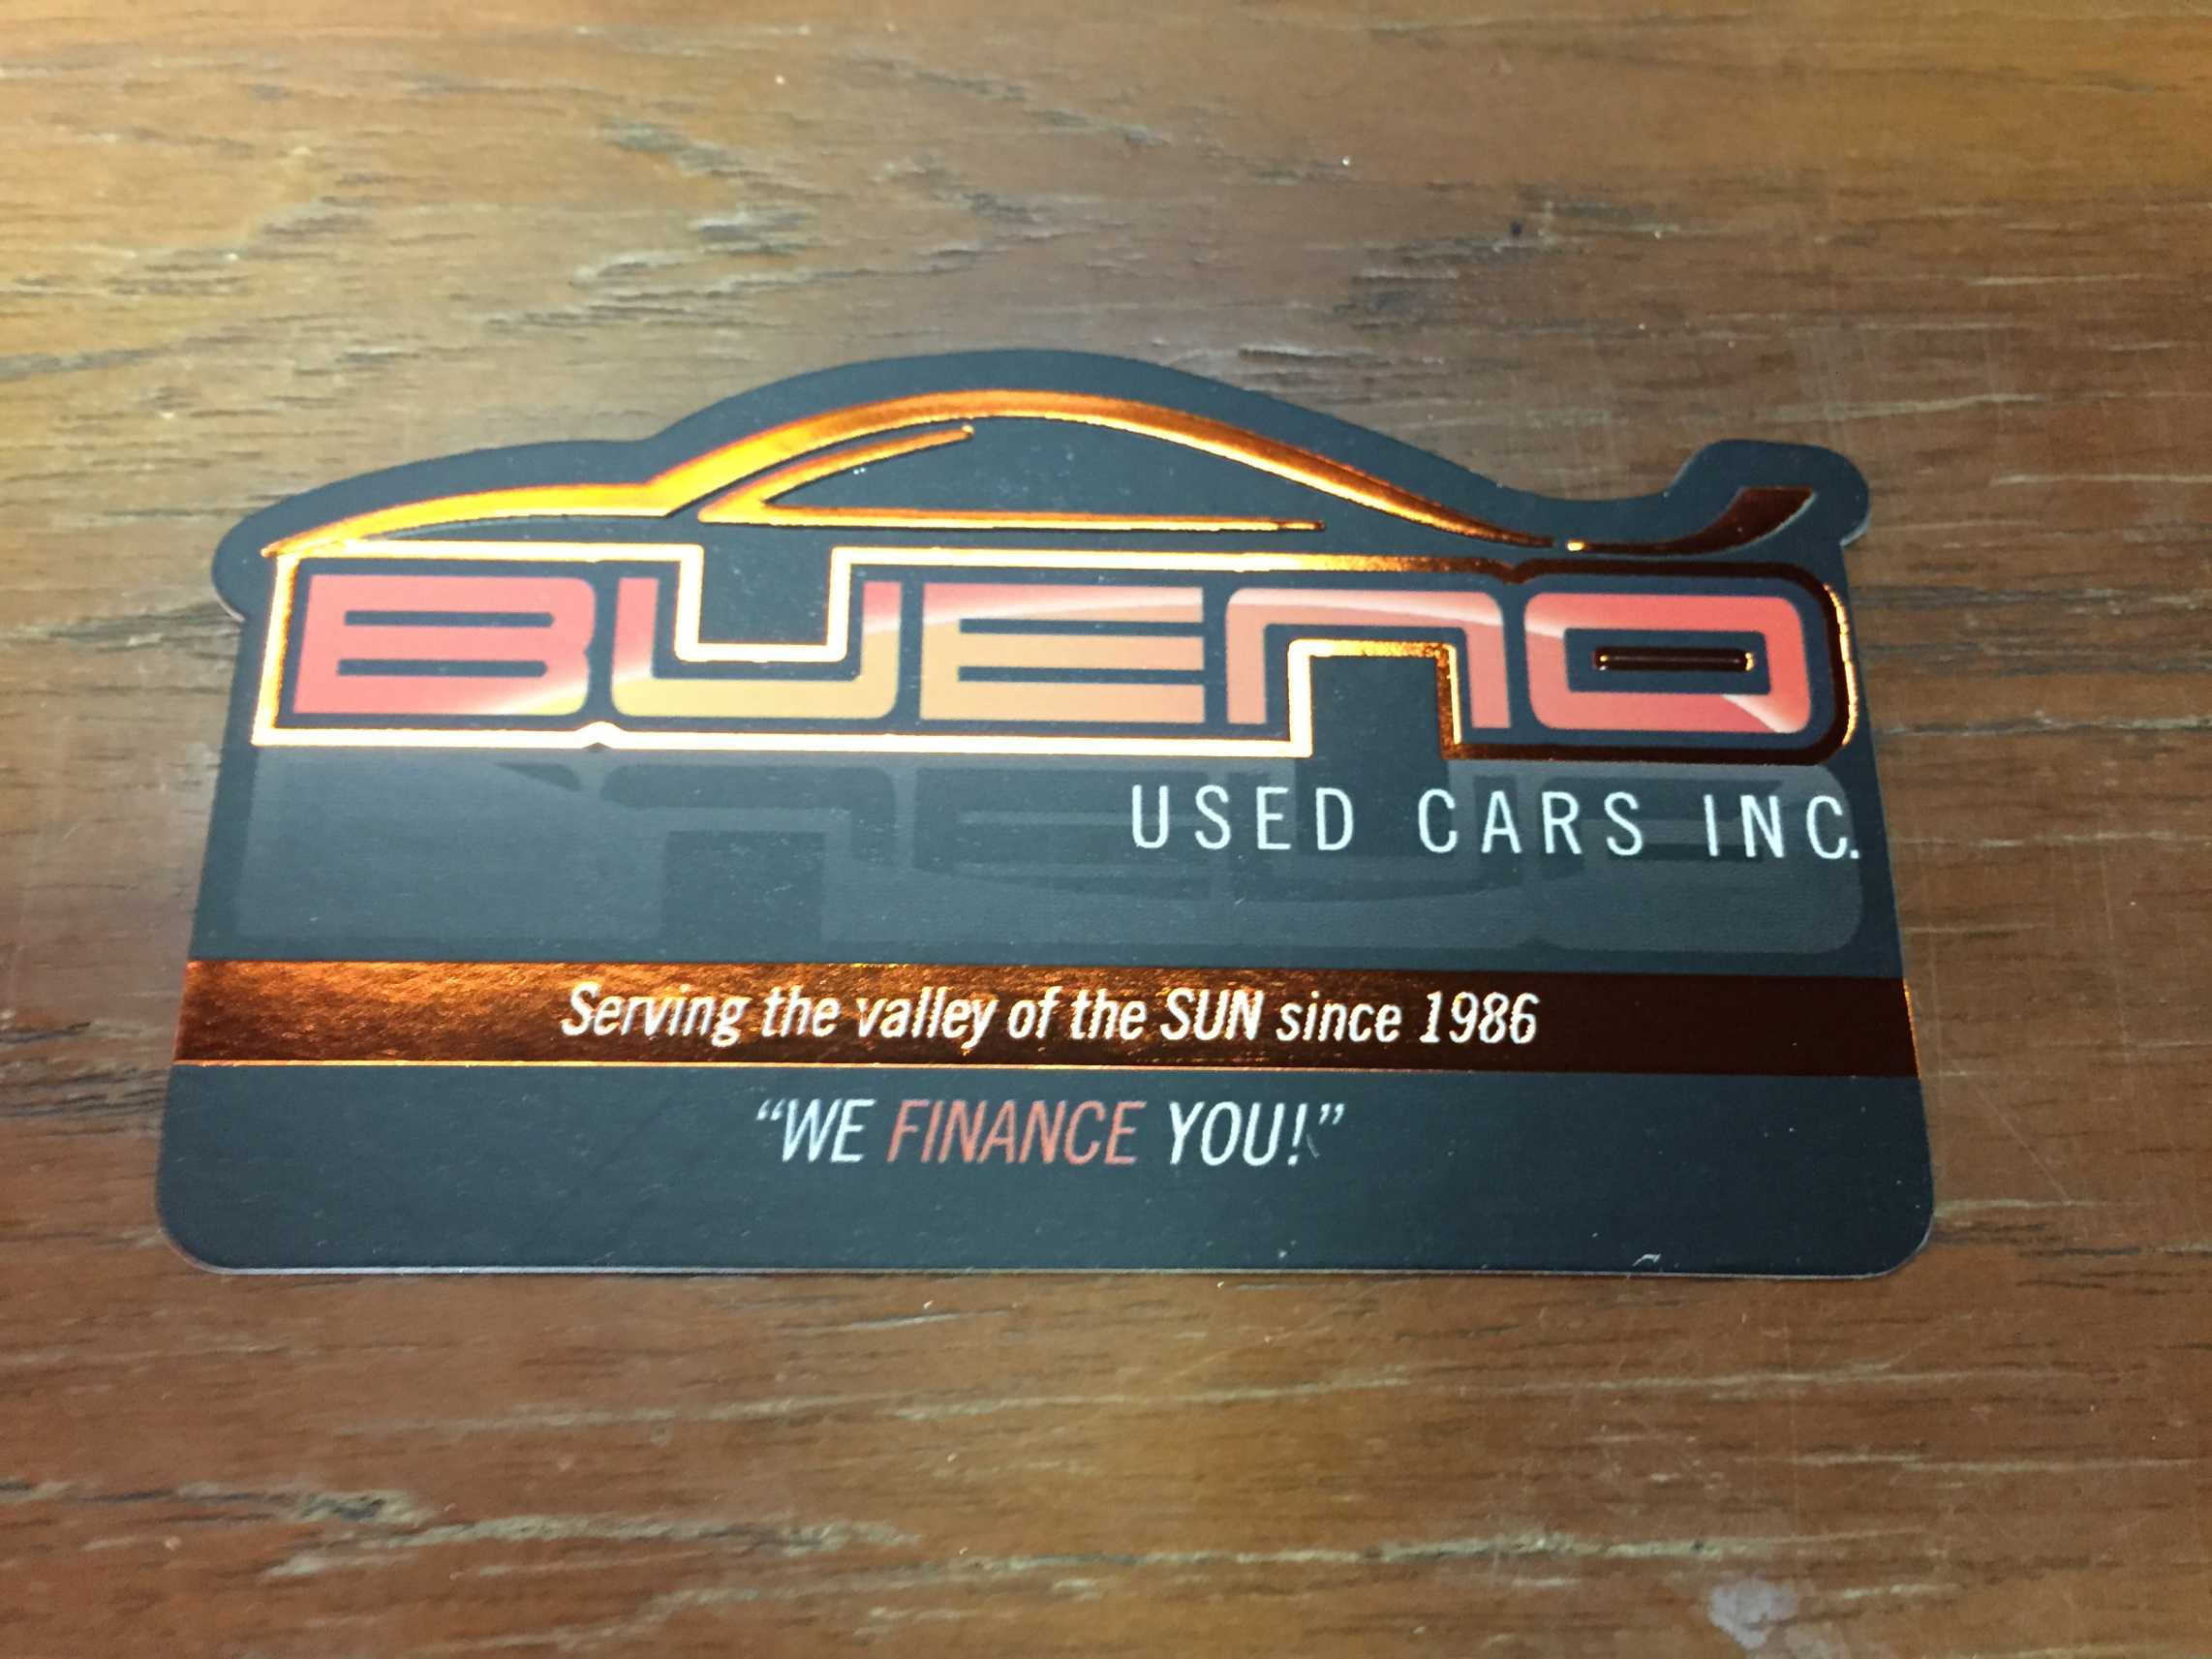 BUENO
USED CARS INC.
Serving the valley of the SUN since 1986
“WE FINANCE YOU!”